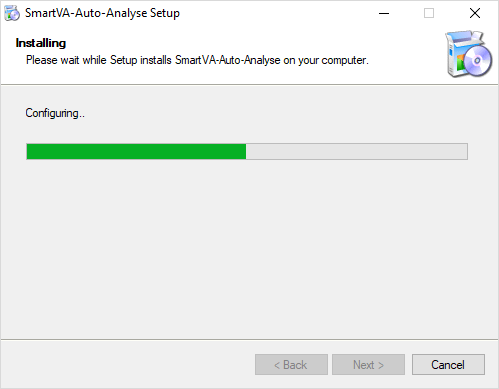 SmartVA-Auto-Analyse Setup
Installing
Please wait while Setup installs SmartVA-Auto-Analyse on your computer.
Configuring..
< Back Next > Cancel